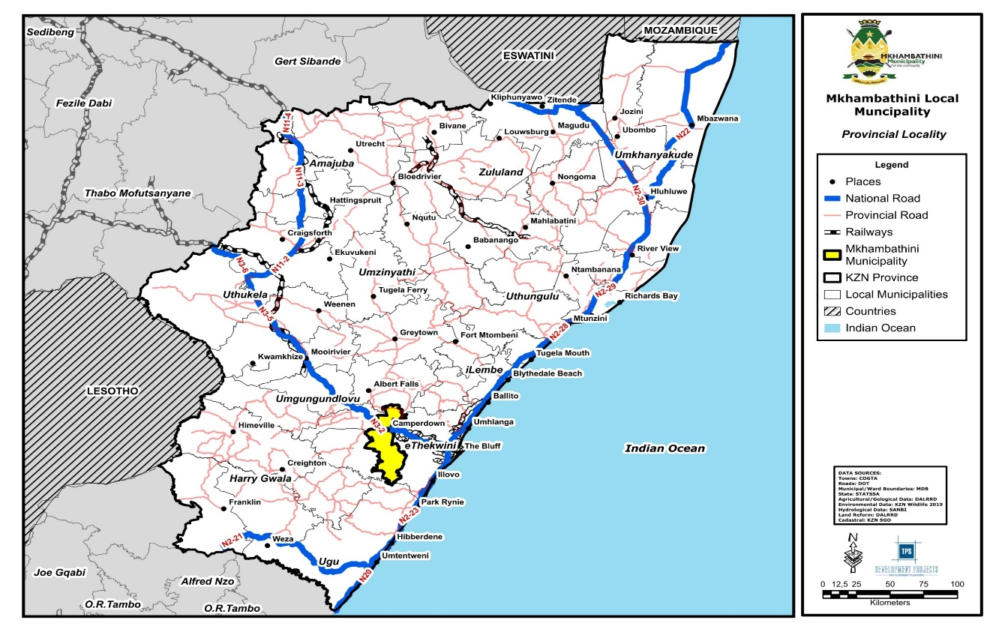 MOZAMBIQUE
Sedibeng
ESWATINI
Gert Sibande
Fezile Dabi
Kliphunyawo
Zitende
Jozini
Mbazwana
N11-4
Bivane
Louwsburg
Magudu
Ubombo
N22
Utrecht
Umkhanyakude
Amajuba
N11-3
Bloedrivier
Zululand
Nongoma
Thabo Mofutsanyane
Hattingspruit
N2-30
Hluhluwe
Nqutu
Mahlabatini
Craigsforth
Babanango
River View
Ekuvukeni
N3-6
N11-2
Umzinyathi
Ntambanana
Uthukela
Tugela Ferry
Uthungulu
N2-29
Richards Bay
Weenen
N3-5
Mtunzini
Greytown
Fort Mtombeni
N2-28
Kwamkhize
Mooirivier
Tugela Mouth
iLembe
Blythedale Beach
LESOTHO
Albert Falls
Umgungundlovu
Ballito
Himeville
N3-2
Camperdown
Umhlanga
eThekwini
The Bluff
Indian Ocean
Creighton
Illovo
Harry Gwala
Franklin
Park Rynie
N2-23
N2-21
Weza
Hibberdene
Ugu
Umtentweni
Joe Gqabi
Alfred Nzo
N20
O.R.Tambo
O.R.Tambo
MKHAMBATHINI
Municipality
Mkhambathini Local
Muncipality
Provincial Locality
Legend
Places
National Road
Provincial Road
Railways
Mkhambathini
Municipality
KZN Province
Local Municipalities
Countries
Indian Ocean
DATA SOURCES:
Towns: COGTA
Roads: DOT
Municipal/Ward Boundaries: MDB
Stats: STATSSA
Agricultural/Gelogical Data: DALRRD
Environmental Data: KZN Wildlife 2019
Hydrological Data: SANBI
Land Reform: DALRRD
Cadastral: KZN SGO
N
TPS
DEVELOPMENT PROJECTS
DEVELOPMENT PLANNERS
0 12,5 25 50 75 100
Kilometers